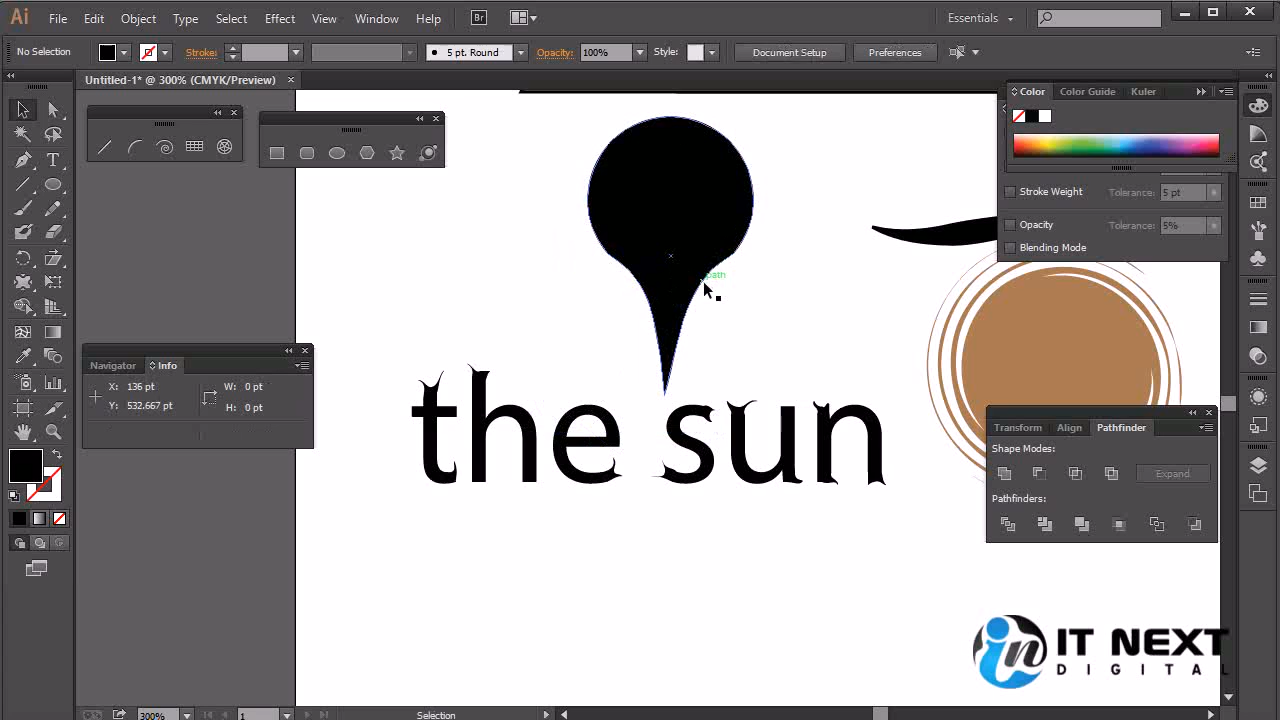 Ai File Edit Object Type Select Effect View Window Help Br Essentials
No Selection Stroke: 5 pt. Round Opacity: 100% Style: Document Setup Preferences
Untitled-1* @ 300% (CMYK/Preview)
Color Color Guide Kuler
Stroke Weight Tolerance: 5 pt
Opacity Tolerance: 5%
Blending Mode
path
Navigator Info
X: 136 pt W: 0 pt
Y: 532.667 pt H: 0 pt
the sun
Transform Align Pathfinder
Shape Modes:
Expand
Pathfinders:
in IT NEXT
DIGITAL
300% 1 Selection